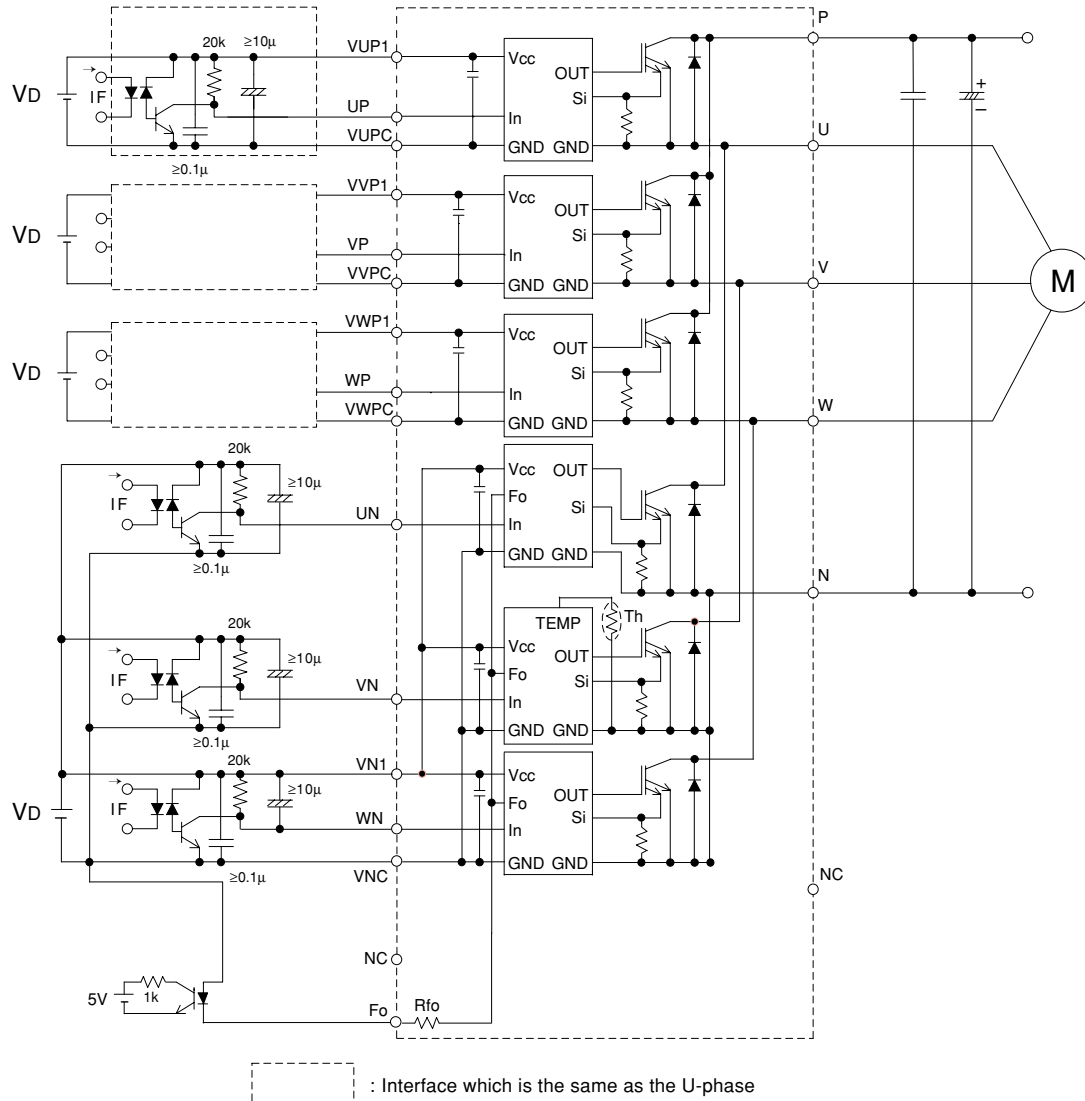 P
20k
≥10µ
VUP1
Vcc
OUT
+
VD
IF
Si
–
UP
In
U
VUPC
GND GND
≥0.1µ
VVP1
Vcc
OUT
VD
Si
VP
In
V
VVPC
GND GND
M
VWP1
Vcc
OUT
VD
Si
WP
In
W
VWPC
GND GND
20k
Vcc OUT
≥10µ
IF
Fo
Si
UN
In
GND GND
≥0.1µ
N
TEMP
Th
20k
Vcc
≥10µ
OUT
IF
Fo
Si
VN
In
GND GND
≥0.1µ
20k
VN1
Vcc
≥10µ
IF
OUT
VD
Fo
Si
WN
In
GND GND
≥0.1µ
VNC
NC
NC
5V
1k
Rfo
Fo
: Interface which is the same as the U-phase